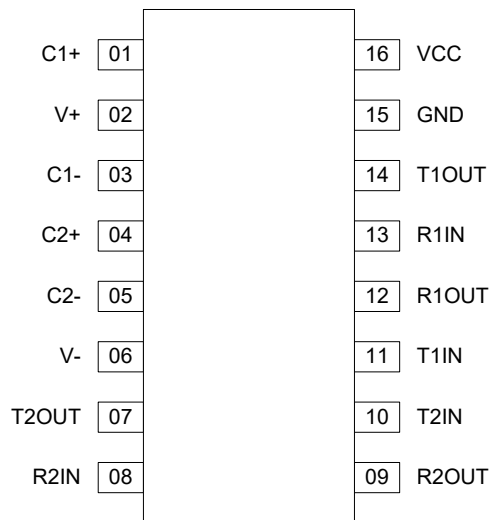 C1+ 01 16 VCC
V+ 02 15 GND
C1- 03 14 T1OUT
C2+ 04 13 R1IN
C2- 05 12 R1OUT
V- 06 11 T1IN
T2OUT 07 10 T2IN
R2IN 08 09 R2OUT